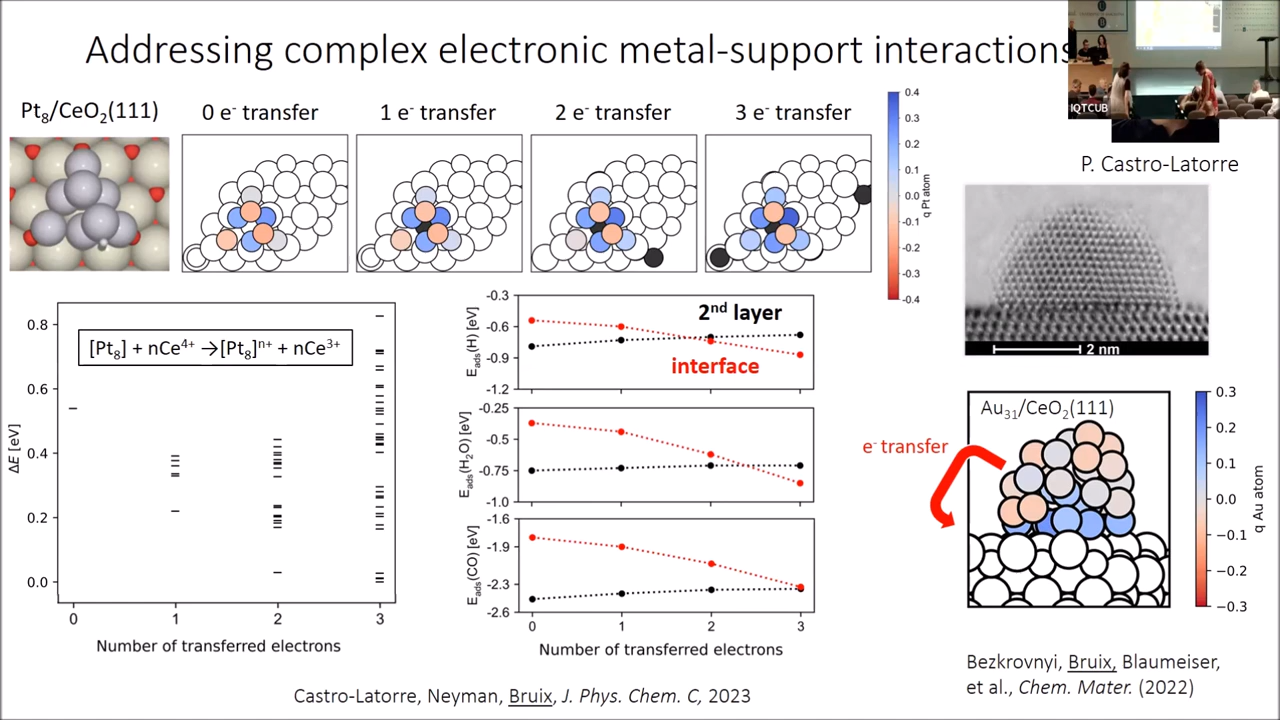 Addressing complex electronic metal-support interactions
IQTCUB
Pt₈/CeO₂(111)
0 e⁻ transfer
1 e⁻ transfer
2 e⁻ transfer
3 e⁻ transfer
0.4
0.3
0.2
0.1
0.0
-0.1
-0.2
-0.3
-0.4
q Pt atom
P. Castro-Latorre
2 nm
[Pt₈] + nCe⁴⁺ →[Pt₈]ⁿ⁺ + nCe³⁺
ΔE [eV]
0.8
0.6
0.4
0.2
0.0
0
1
2
3
Number of transferred electrons
E_ads(H) [eV]
-0.3
-0.6
-0.9
-1.2
2ⁿᵈ layer
interface
E_ads(H₂O) [eV]
-0.25
-0.5
-0.75
-1.0
E_ads(CO) [eV]
-1.6
-1.9
-2.3
-2.6
0
1
2
3
Number of transferred electrons
e⁻ transfer
Au₃₁/CeO₂(111)
0.3
0.2
0.1
0.0
−0.1
−0.2
−0.3
q Au atom
Bezkrovnyi, Bruix, Blaumeiser,
et al., Chem. Mater. (2022)
Castro-Latorre, Neyman, Bruix, J. Phys. Chem. C, 2023